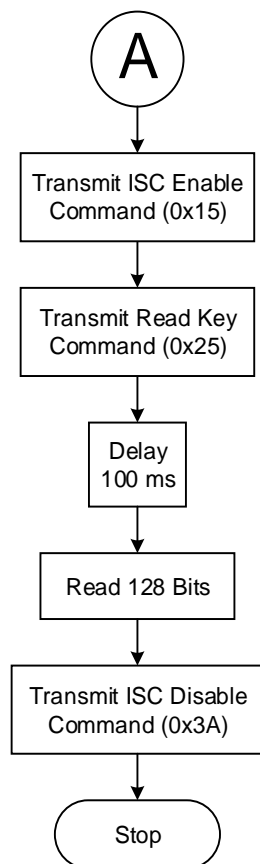 A
Transmit ISC Enable
Command (0x15)
Transmit Read Key
Command (0x25)
Delay
100 ms
Read 128 Bits
Transmit ISC Disable
Command (0x3A)
Stop